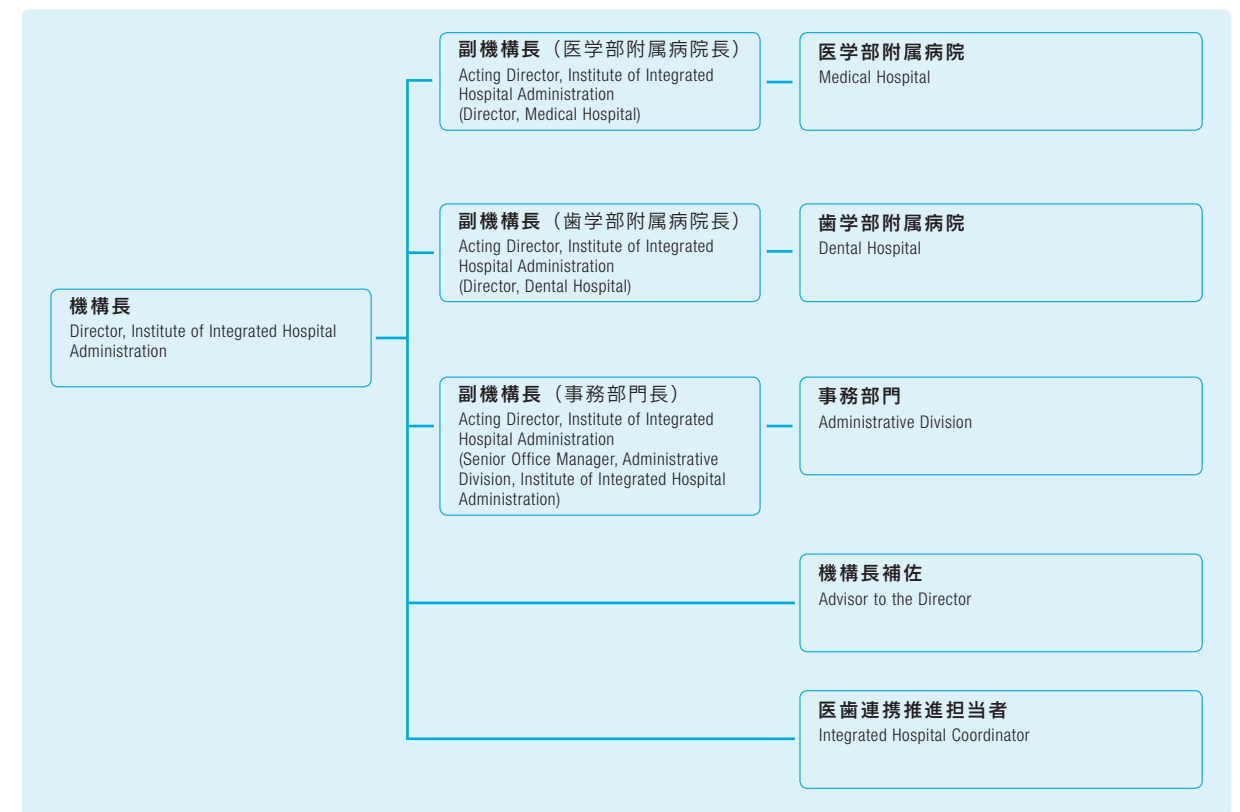 副機構長（医学部附属病院長）
Acting Director, Institute of Integrated
Hospital Administration
(Director, Medical Hospital)
医学部附属病院
Medical Hospital
副機構長（歯学部附属病院長）
Acting Director, Institute of Integrated
Hospital Administration
(Director, Dental Hospital)
歯学部附属病院
Dental Hospital
機構長
Director, Institute of Integrated Hospital
Administration
副機構長（事務部門長）
Acting Director, Institute of Integrated
Hospital Administration
(Senior Office Manager, Administrative
Division, Institute of Integrated Hospital
Administration)
事務部門
Administrative Division
機構長補佐
Advisor to the Director
医歯連携推進担当者
Integrated Hospital Coordinator